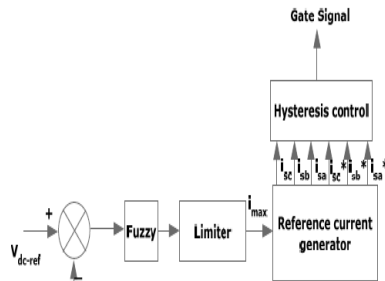 Gate Signal
Hysteresis control
i_sc i_sb i_sa i_sc* i_sb* i_sa*
+
V_dc-ref
Fuzzy
Limiter
i_max
Reference current
generator
−